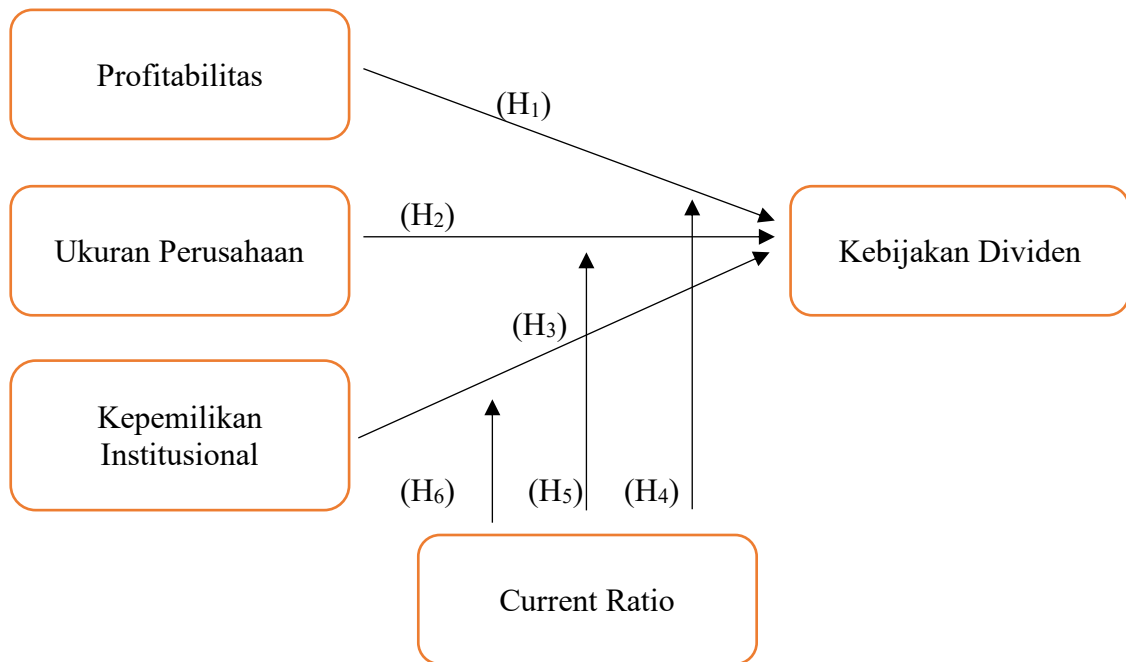 Profitabilitas
(H₁)
Ukuran Perusahaan
(H₂)
Kebijakan Dividen
(H₃)
Kepemilikan
Institusional
(H₆)
(H₅)
(H₄)
Current Ratio